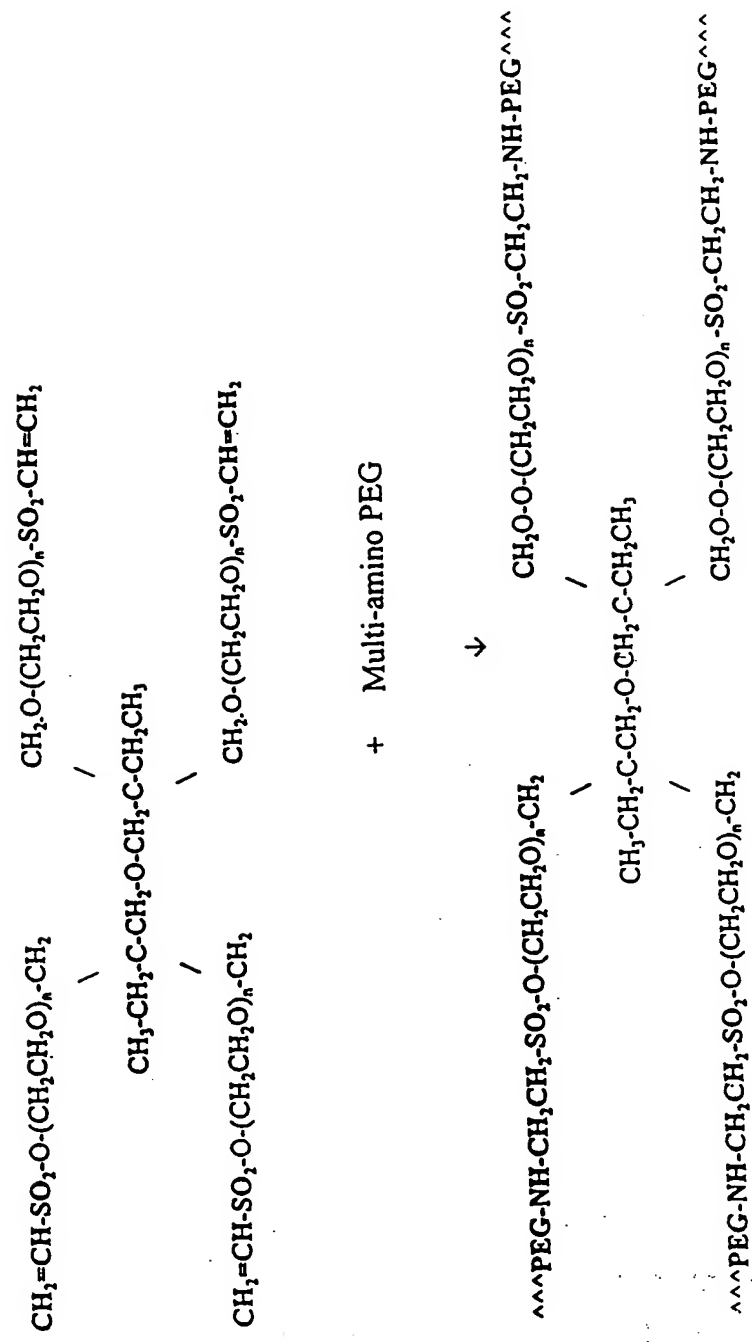 CH₂=CH-SO₂-O-(CH₂CH₂O)ₙ-CH₂ CH₂.O-(CH₂CH₂O)ₙ-SO₂-CH=CH₂
\ /
CH₃-CH₂-C-CH₂-O-CH₂-C-CH₂CH₃
/ \
CH₂=CH-SO₂-O-(CH₂CH₂O)ₙ-CH₂ CH₂.O-(CH₂CH₂O)ₙ-SO₂-CH=CH₂
+ Multi-amino PEG
↓
^^^PEG-NH-CH₂CH₂-SO₂-O-(CH₂CH₂O)ₙ-CH₂ CH₂O-O-(CH₂CH₂O)ₙ-SO₂-CH₂CH₂-NH-PEG^^^
\ /
CH₃-CH₂-C-CH₂-O-CH₂-C-CH₂CH₃
/ \
^^^PEG-NH-CH₂CH₂-SO₂-O-(CH₂CH₂O)ₙ-CH₂ CH₂O-O-(CH₂CH₂O)ₙ-SO₂-CH₂CH₂-NH-PEG^^^